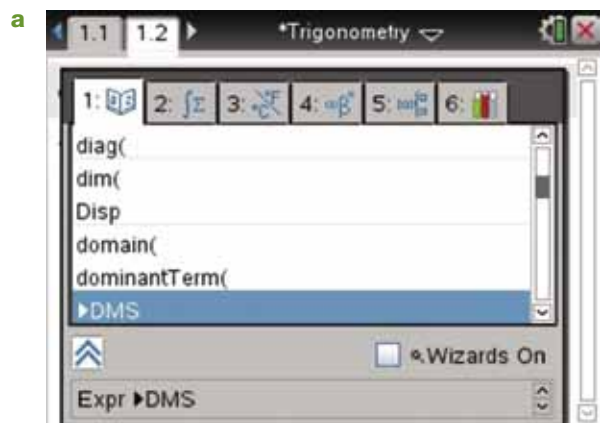 a
1.1 1.2 *Trigonometry
1: 2: ∫Σ 3: 4: 5: 6:
diag(
dim(
Disp
domain(
dominantTerm(
▶DMS
Wizards On
Expr ▶DMS